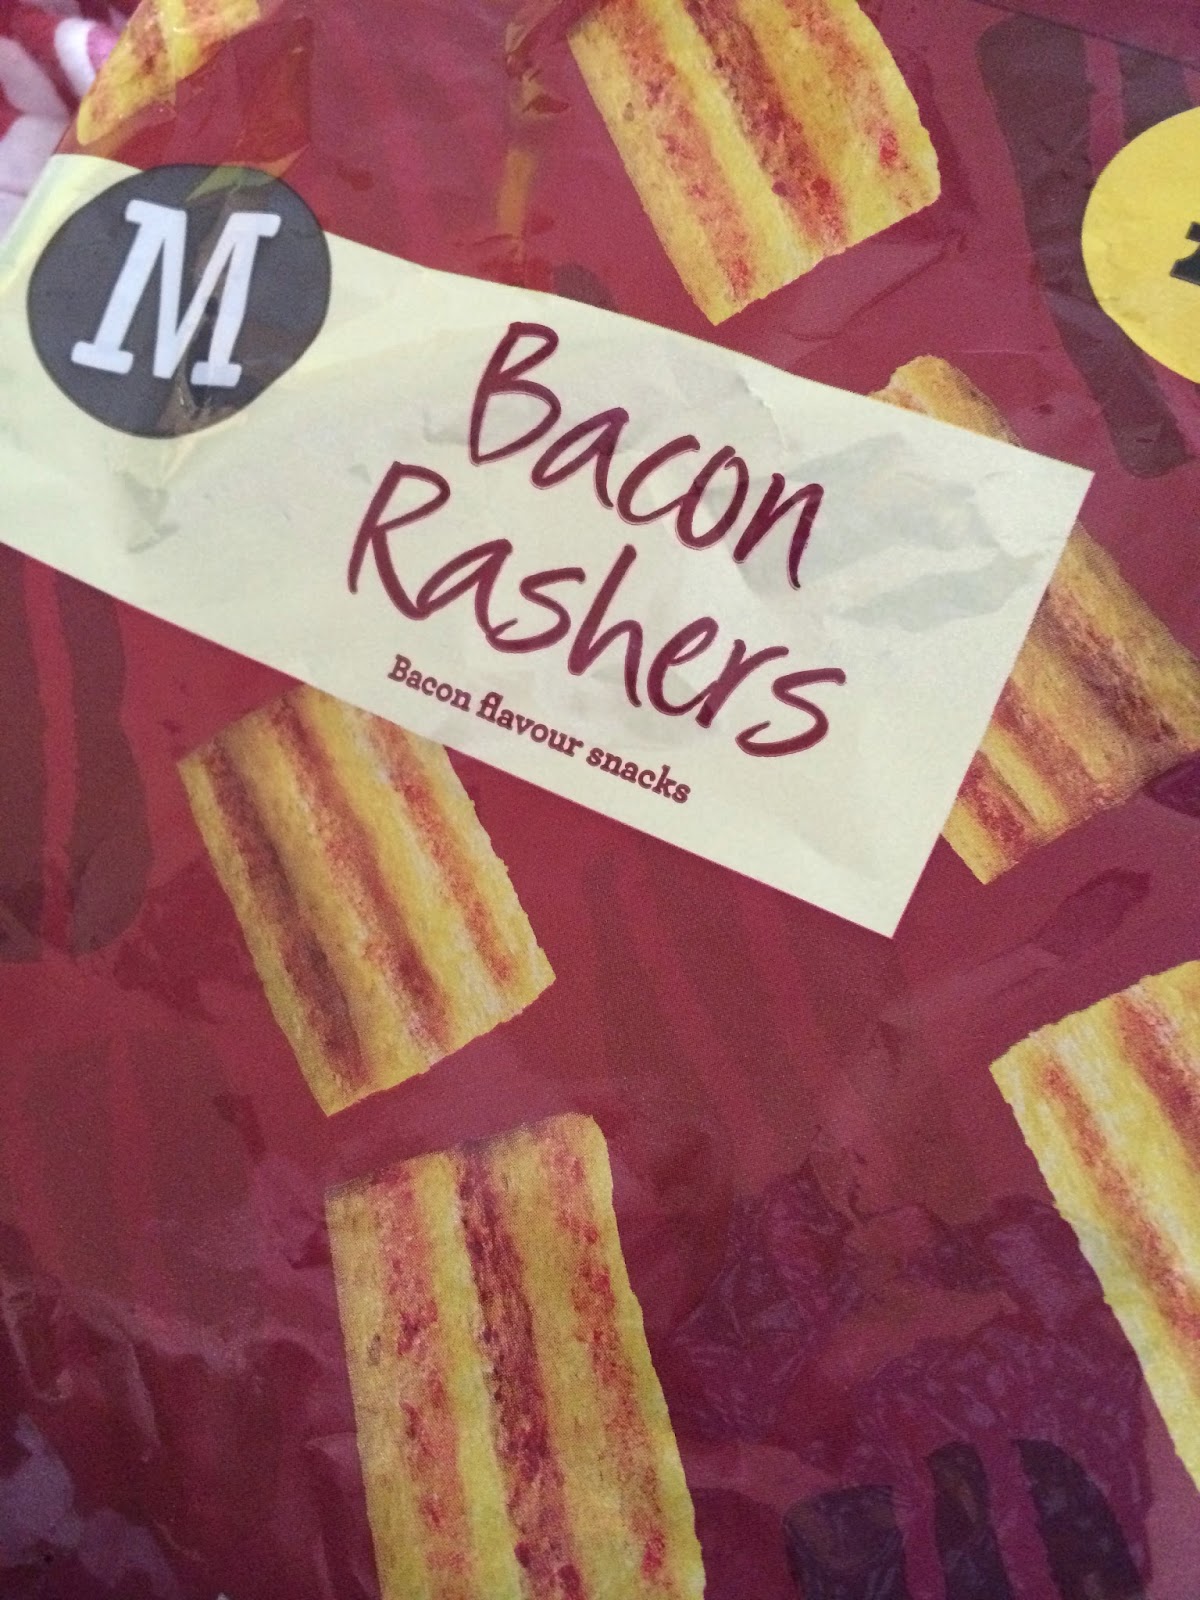 M
Bacon
Rashers
Bacon flavour snacks